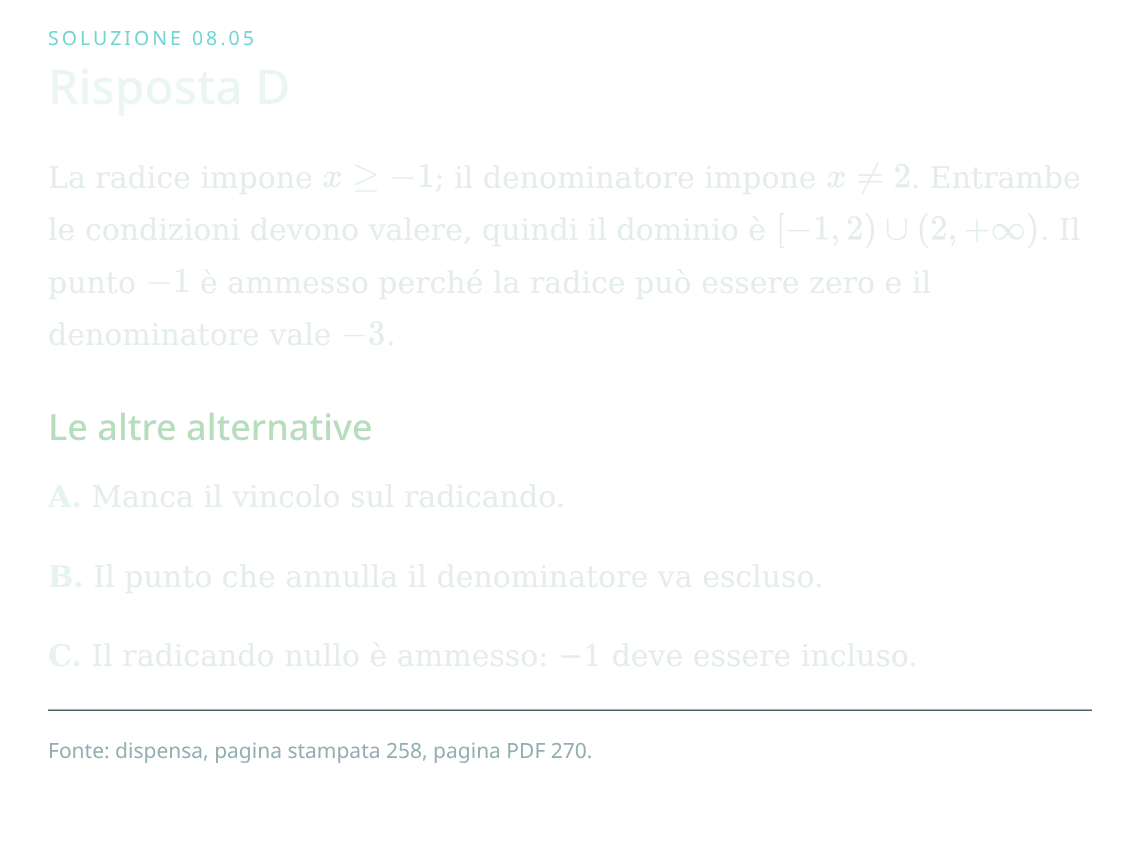 SOLUZIONE 08.05
Risposta D
La radice impone x ≥ −1; il denominatore impone x ≠ 2. Entrambe
le condizioni devono valere, quindi il dominio è [−1, 2) ∪ (2, +∞). Il
punto −1 è ammesso perché la radice può essere zero e il
denominatore vale −3.
Le altre alternative
A. Manca il vincolo sul radicando.
B. Il punto che annulla il denominatore va escluso.
C. Il radicando nullo è ammesso: −1 deve essere incluso.
Fonte: dispensa, pagina stampata 258, pagina PDF 270.